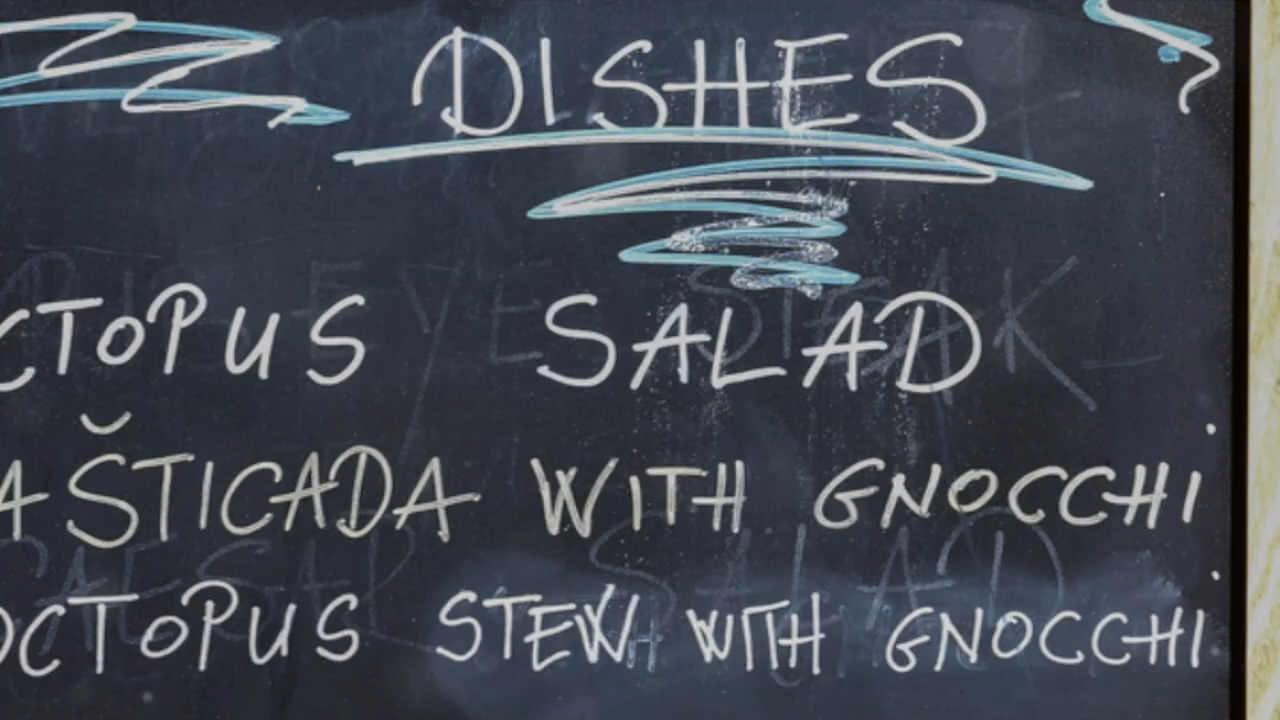 DISHES
CTOPUS SALAD
AŠTICADA WITH GNOCCHI
OCTOPUS STEW WITH GNOCCHI